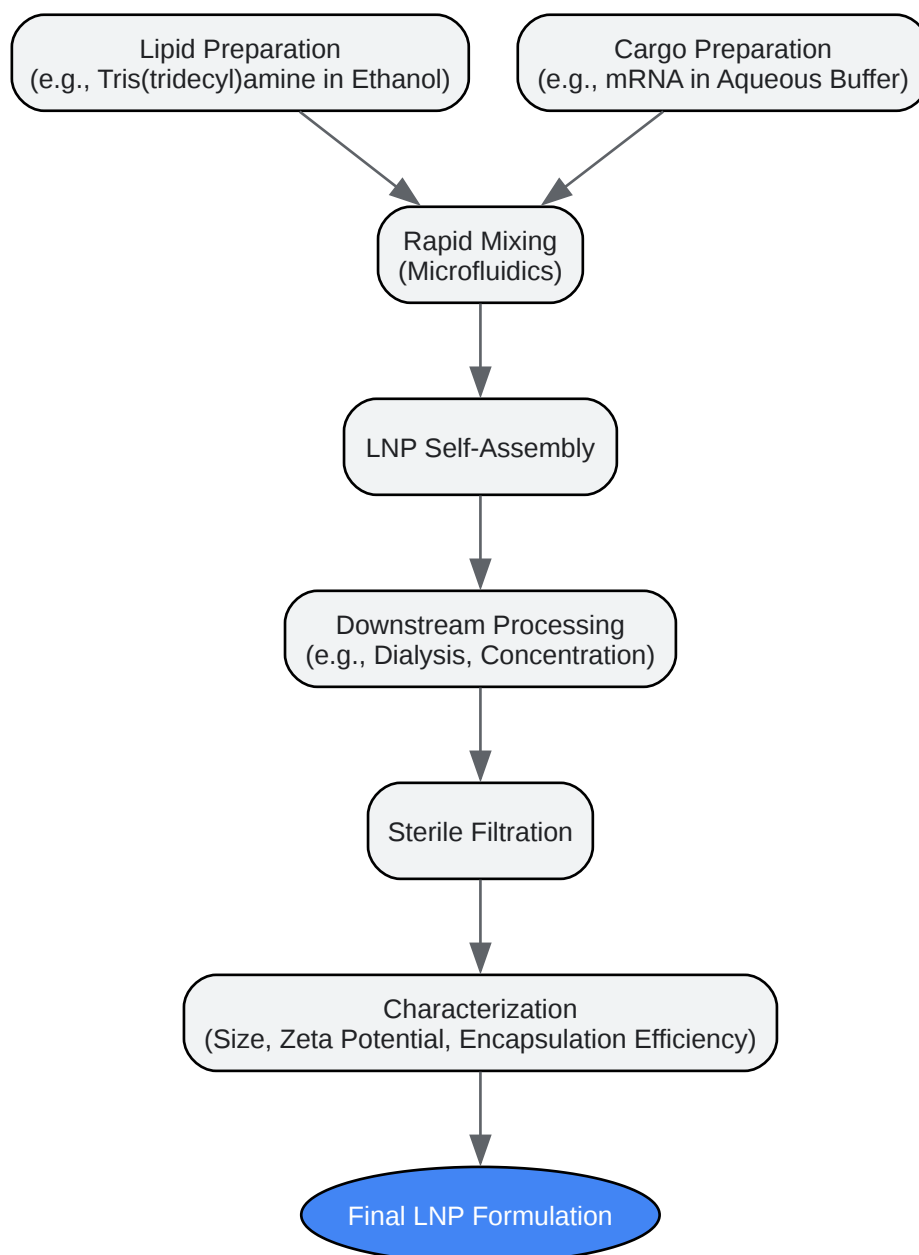 Lipid Preparation
(e.g., Tris(tridecyl)amine in Ethanol)
Cargo Preparation
(e.g., mRNA in Aqueous Buffer)
Rapid Mixing
(Microfluidics)
LNP Self-Assembly
Downstream Processing
(e.g., Dialysis, Concentration)
Sterile Filtration
Characterization
(Size, Zeta Potential, Encapsulation Efficiency)
Final LNP Formulation